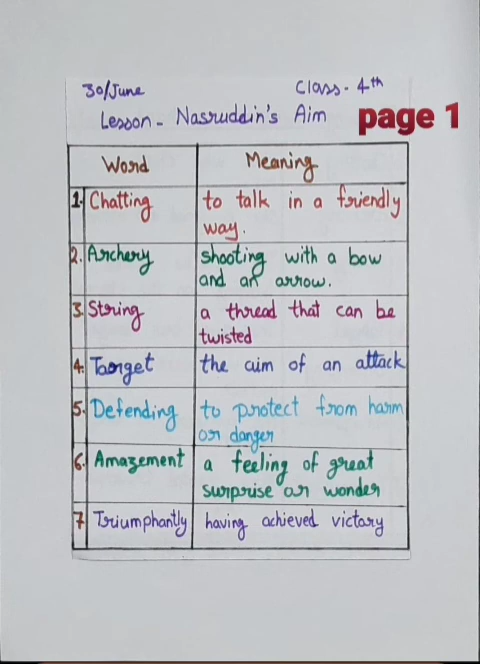 30/June Class - 4th
Lesson - Nasruddin's Aim
page 1
Word Meaning
1. Chatting to talk in a friendly
way.
2. Archery shooting with a bow
and an arrow.
3. String a thread that can be
twisted
4. Target the aim of an attack
5. Defending to protect from harm
or danger
6. Amazement a feeling of great
surprise or wonder
7 Triumphantly having achieved victory